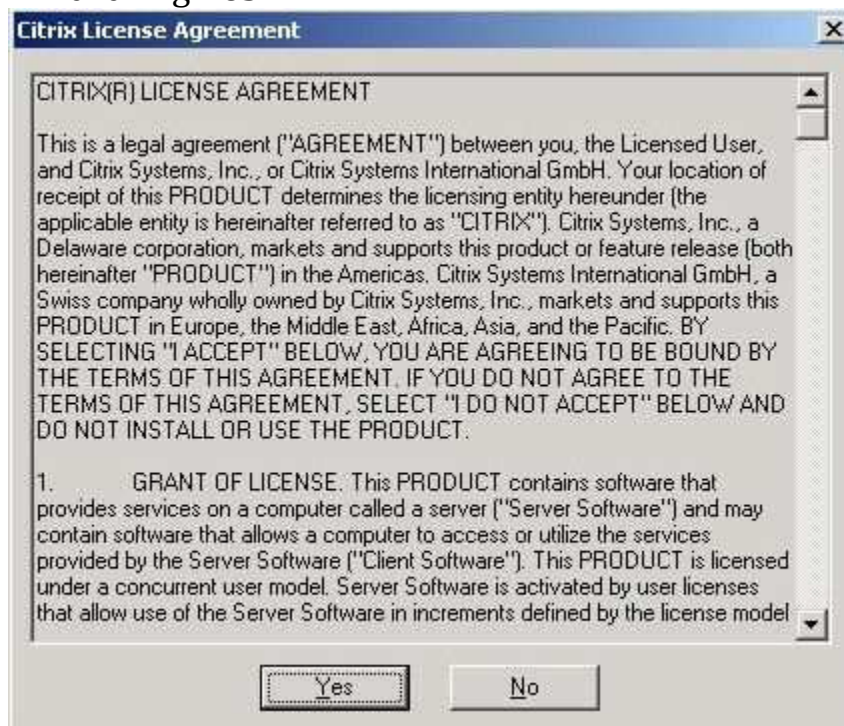 Citrix License Agreement
CITRIX(R) LICENSE AGREEMENT
This is a legal agreement ("AGREEMENT") between you, the Licensed User,
and Citrix Systems, Inc., or Citrix Systems International GmbH. Your location of
receipt of this PRODUCT determines the licensing entity hereunder (the
applicable entity is hereinafter referred to as "CITRIX"). Citrix Systems, Inc., a
Delaware corporation, markets and supports this product or feature release (both
hereinafter "PRODUCT") in the Americas. Citrix Systems International GmbH, a
Swiss company wholly owned by Citrix Systems, Inc., markets and supports this
PRODUCT in Europe, the Middle East, Africa, Asia, and the Pacific. BY
SELECTING "I ACCEPT" BELOW, YOU ARE AGREEING TO BE BOUND BY
THE TERMS OF THIS AGREEMENT. IF YOU DO NOT AGREE TO THE
TERMS OF THIS AGREEMENT, SELECT "I DO NOT ACCEPT" BELOW AND
DO NOT INSTALL OR USE THE PRODUCT.
1. GRANT OF LICENSE. This PRODUCT contains software that
provides services on a computer called a server ("Server Software") and may
contain software that allows a computer to access or utilize the services
provided by the Server Software ("Client Software"). This PRODUCT is licensed
under a concurrent user model. Server Software is activated by user licenses
that allow use of the Server Software in increments defined by the license model
Yes No